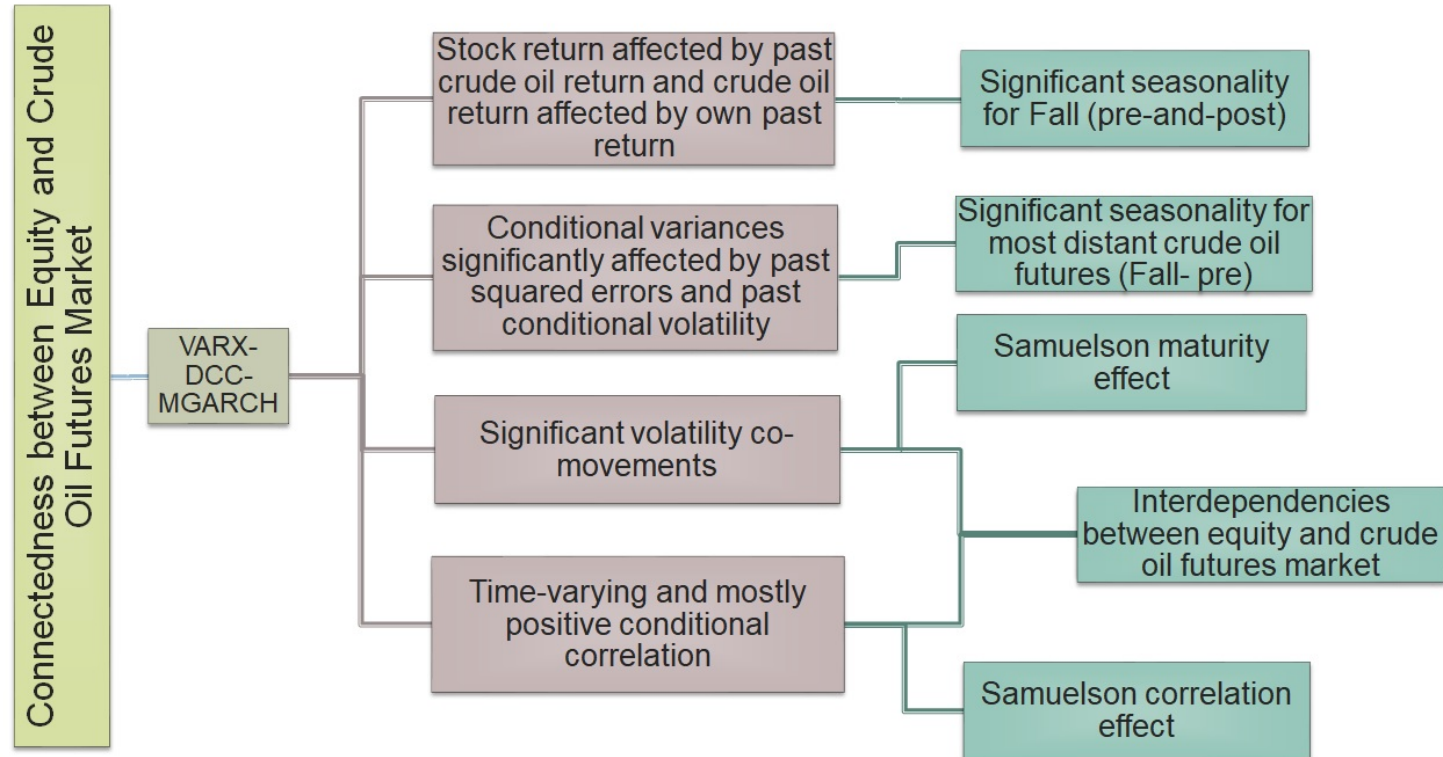 Connectedness between Equity and Crude
Oil Futures Market
VARX-
DCC-
MGARCH
Stock return affected by past
crude oil return and crude oil
return affected by own past
return
Significant seasonality
for Fall (pre-and-post)
Conditional variances
significantly affected by past
squared errors and past
conditional volatility
Significant seasonality for
most distant crude oil
futures (Fall- pre)
Significant volatility co-
movements
Samuelson maturity
effect
Interdependencies
between equity and crude
oil futures market
Time-varying and mostly
positive conditional
correlation
Samuelson correlation
effect